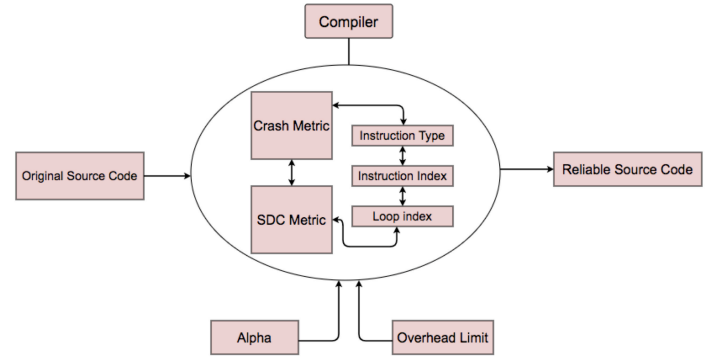 Compiler
Crash Metric
Instruction Type
Original Source Code
Instruction Index
Reliable Source Code
SDC Metric
Loop index
Alpha
Overhead Limit